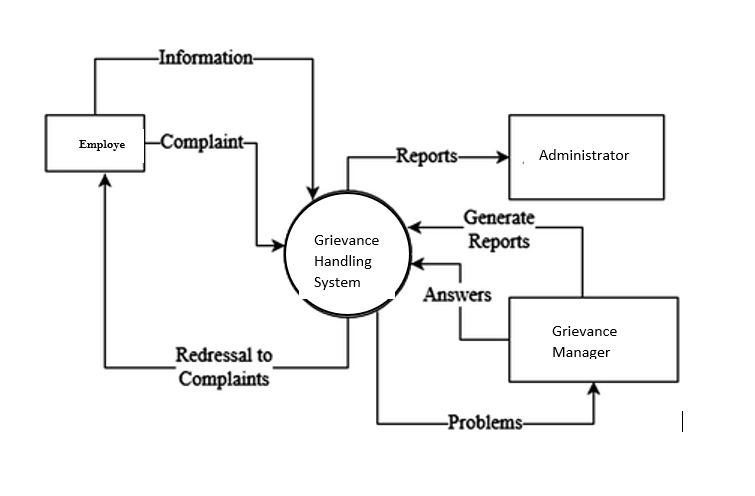 Information
Employe
Complaint
Reports
Administrator
Generate
Reports
Grievance
Handling
System
Answers
Grievance
Manager
Redressal to
Complaints
Problems